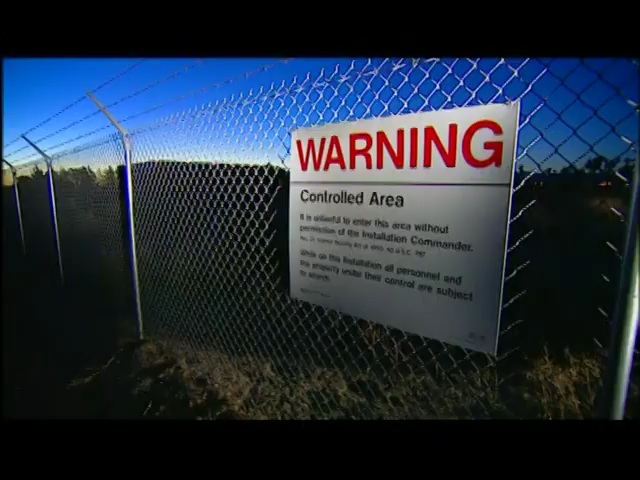 WARNING
Controlled Area
It is unlawful to enter this area without
permission of the Installation Commander.
While on this Installation all personnel and
the property under their control are subject
to search.